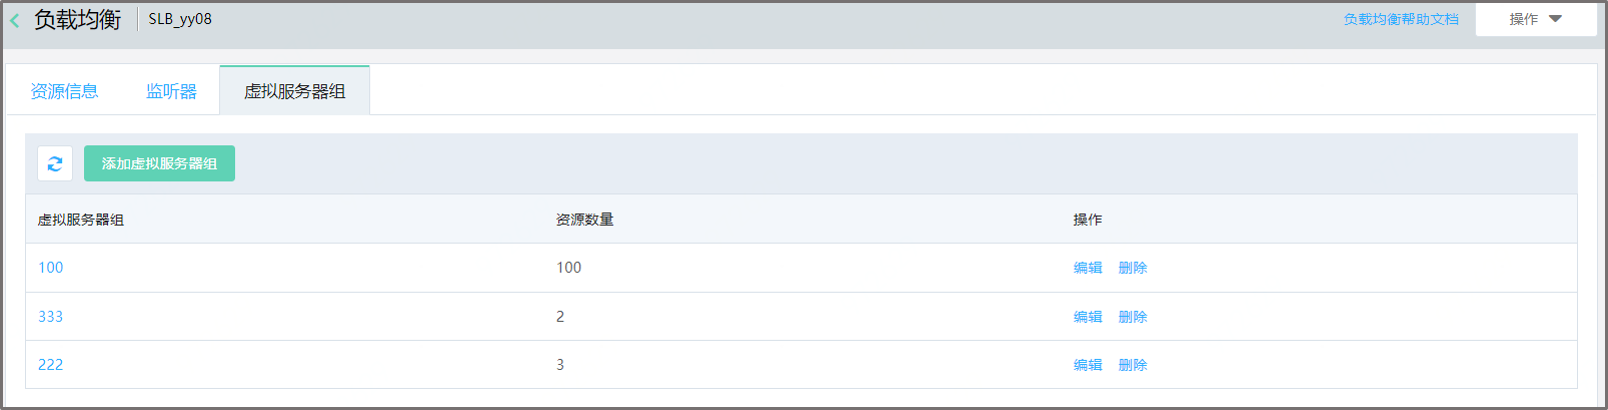 负载均衡 SLB_yy08 负载均衡帮助文档 操作
资源信息 监听器 虚拟服务器组
添加虚拟服务器组
虚拟服务器组 资源数量 操作
100 100 编辑 删除
333 2 编辑 删除
222 3 编辑 删除